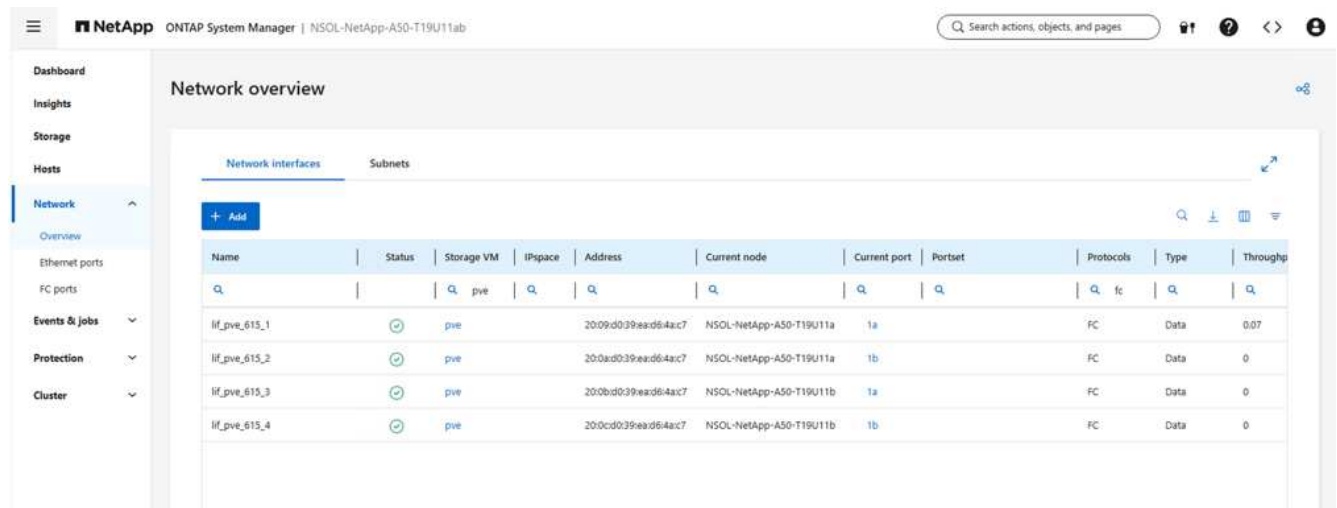 NetApp ONTAP System Manager | NSOL-NetApp-A50-T19U11ab Search actions, objects, and pages
Dashboard
Insights
Storage
Hosts
Network
Overview
Ethernet ports
FC ports
Events & jobs
Protection
Cluster
Network overview
Network interfaces Subnets
+ Add
Name Status Storage VM IPspace Address Current node Current port Portset Protocols Type Throughp
pve fc
lif_pve_615_1 pve 20:09:d0:39:ea:d6:4a:c7 NSOL-NetApp-A50-T19U11a 1a FC Data 0.07
lif_pve_615_2 pve 20:0a:d0:39:ea:d6:4a:c7 NSOL-NetApp-A50-T19U11a 1b FC Data 0
lif_pve_615_3 pve 20:0b:d0:39:ea:d6:4a:c7 NSOL-NetApp-A50-T19U11b 1a FC Data 0
lif_pve_615_4 pve 20:0c:d0:39:ea:d6:4a:c7 NSOL-NetApp-A50-T19U11b 1b FC Data 0